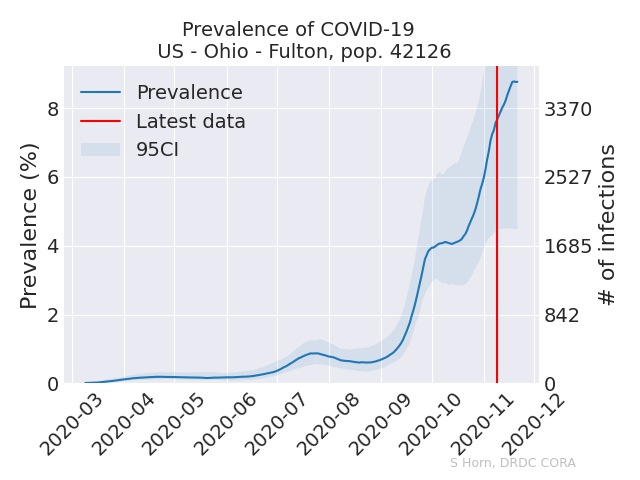 Prevalence of COVID-19
US - Ohio - Fulton, pop. 42126
Prevalence
Latest data
95CI
Prevalence (%)
8
6
4
2
0
3370
2527
1685
842
0
# of infections
2020-03
2020-04
2020-05
2020-06
2020-07
2020-08
2020-09
2020-10
2020-11
2020-12
S Horn, DRDC CORA